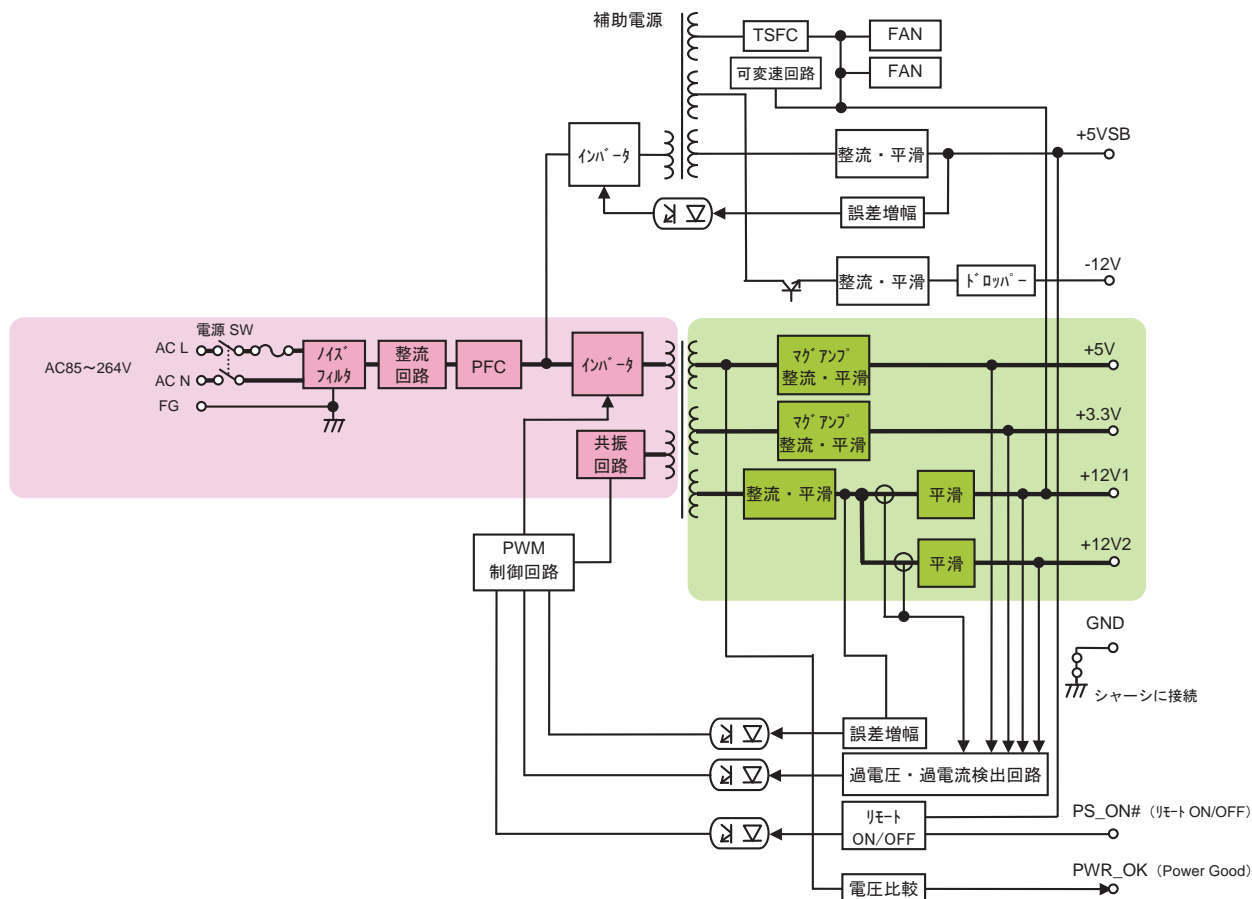 補助電源
TSFC
FAN
可変速回路
FAN
+5VSB
インバータ
整流・平滑
誤差増幅
-12V
整流・平滑
ドロッパー
電源 SW
AC85～264V
AC L
AC N
FG
ノイズ
フィルタ
整流
回路
PFC
インバータ
マグアンプ
整流・平滑
+5V
マグアンプ
整流・平滑
+3.3V
共振
回路
整流・平滑
平滑
+12V1
PWM
制御回路
平滑
+12V2
GND
シャーシに接続
誤差増幅
過電圧・過電流検出回路
リモート
ON/OFF
PS_ON#（リモート ON/OFF）
電圧比較
PWR_OK（Power Good）